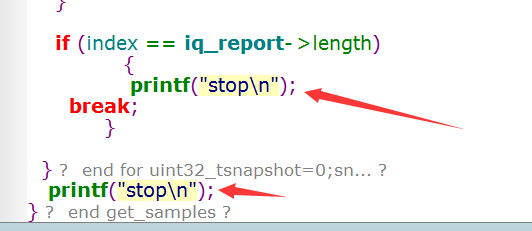 }
if (index == iq_report->length)
{
printf("stop\n");
break;
}
} ? end for uint32_tsnapshot=0;sn... ?
printf("stop\n");
} ? end get_samples ?